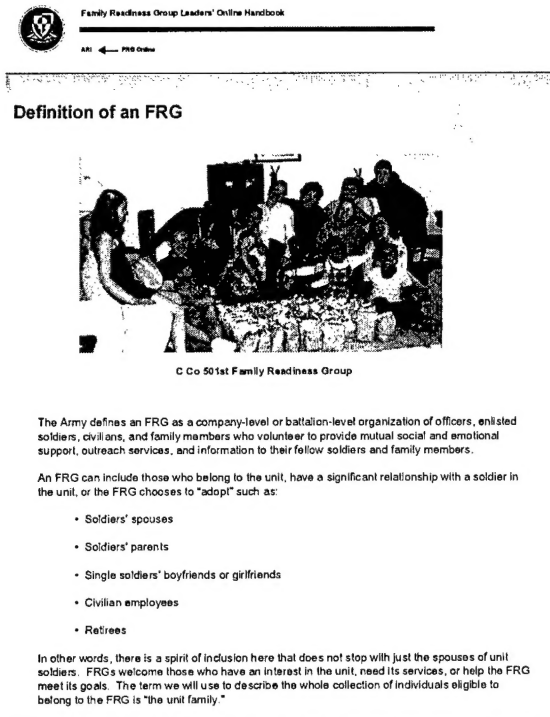 Family Readiness Group Leaders' Online Handbook
ARI FRG Online
Definition of an FRG
C Co 501st Family Readiness Group
The Army defines an FRG as a company-level or battalion-level organization of officers, enlisted
soldiers, civilians, and family members who volunteer to provide mutual social and emotional
support, outreach services, and information to their fellow soldiers and family members.
An FRG can include those who belong to the unit, have a significant relationship with a soldier in
the unit, or the FRG chooses to "adopt" such as:
• Soldiers' spouses
• Soldiers' parents
• Single soldiers' boyfriends or girlfriends
• Civilian employees
• Retirees
In other words, there is a spirit of inclusion here that does not stop with just the spouses of unit
soldiers. FRGs welcome those who have an interest in the unit, need its services, or help the FRG
meet its goals. The term we will use to describe the whole collection of individuals eligible to
belong to the FRG is "the unit family."